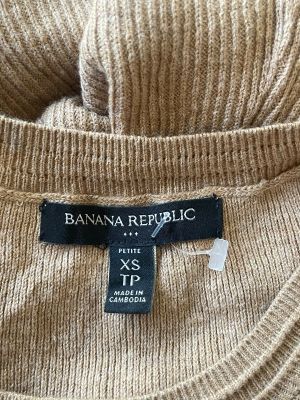 BANANA REPUBLIC
PETITE
XS
TP
MADE IN
CAMBODIA